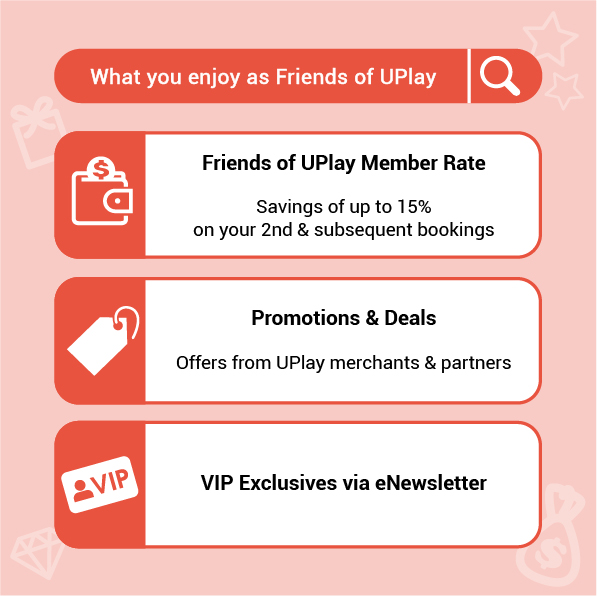 What you enjoy as Friends of UPlay
$
Friends of UPlay Member Rate
Savings of up to 15%
on your 2nd & subsequent bookings
Promotions & Deals
Offers from UPlay merchants & partners
VIP
VIP Exclusives via eNewsletter
$